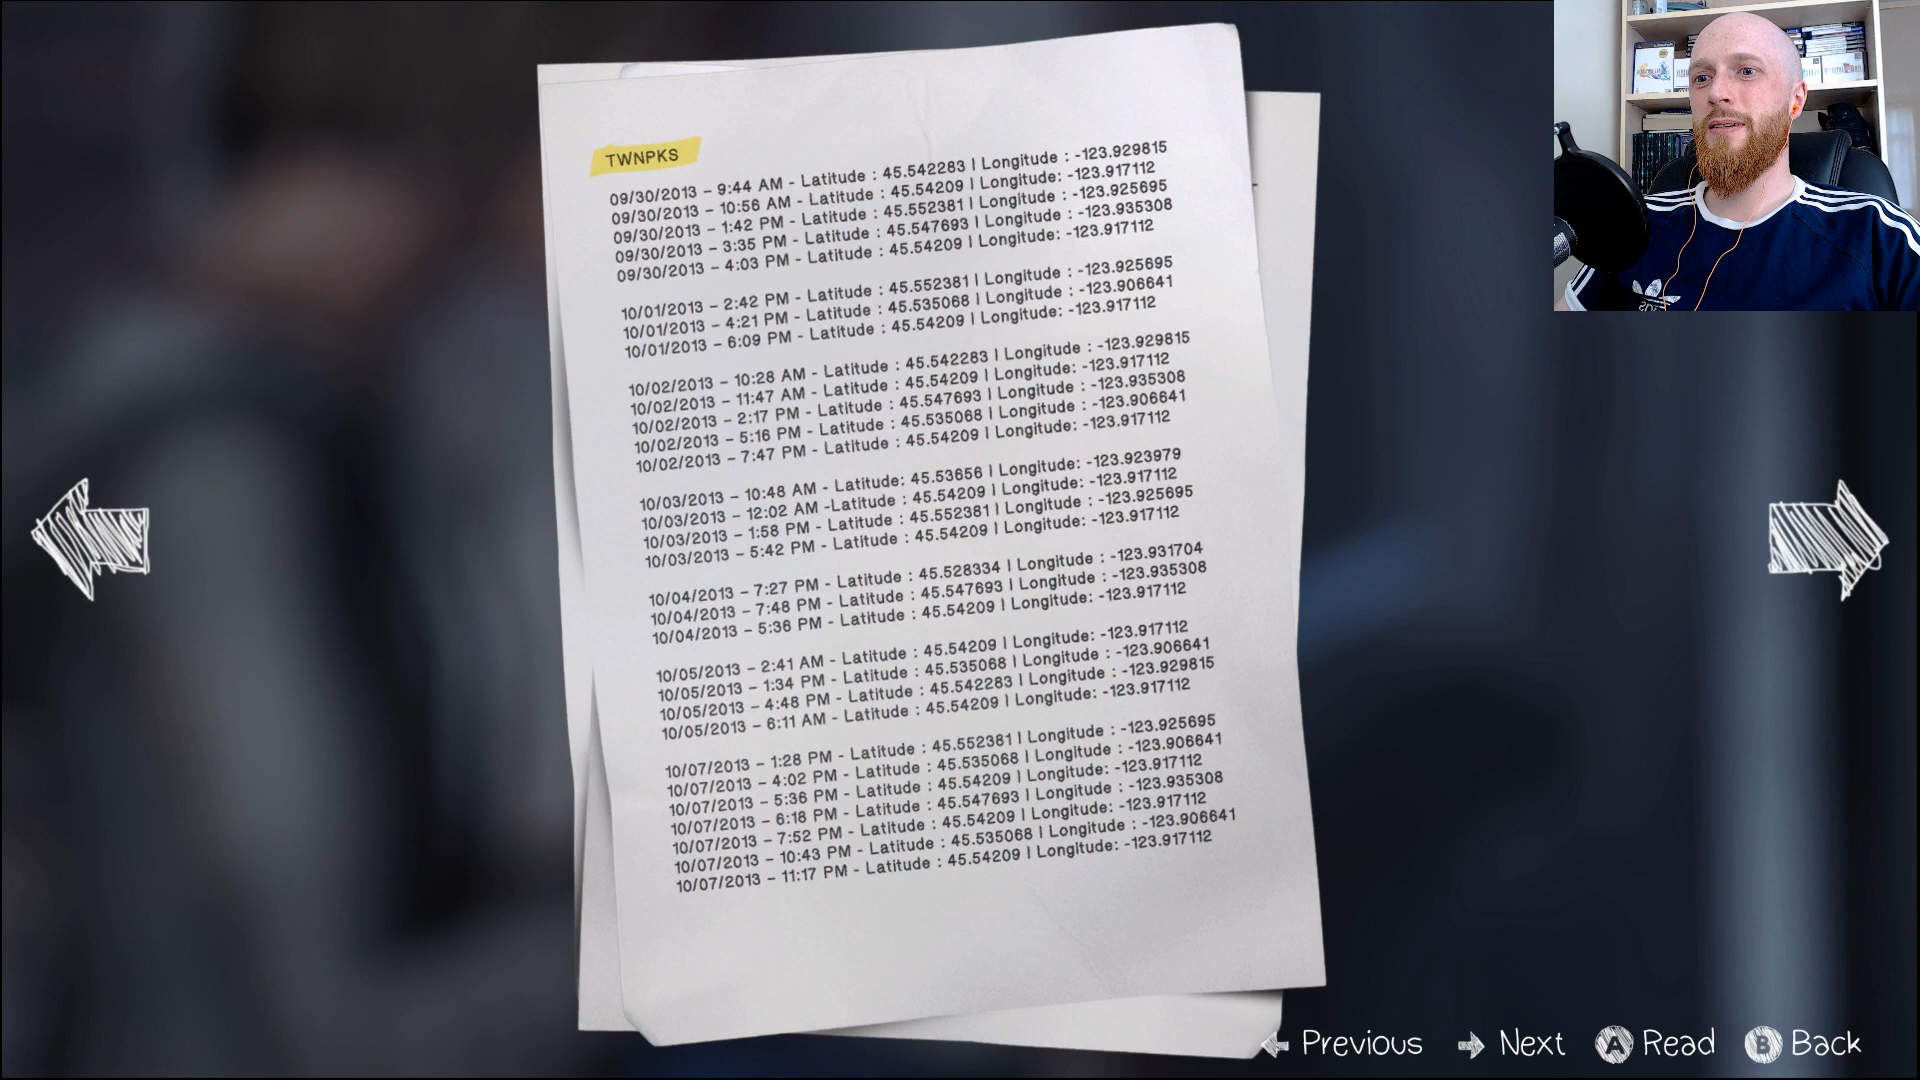 TWNPKS
09/30/2013 – 9:44 AM - Latitude : 45.542283 | Longitude : -123.929815
09/30/2013 – 10:56 AM - Latitude : 45.54209 | Longitude: -123.917112
09/30/2013 – 1:42 PM - Latitude : 45.552381 | Longitude : -123.925695
09/30/2013 – 3:35 PM - Latitude : 45.547693 | Longitude : -123.935308
09/30/2013 – 4:03 PM - Latitude : 45.54209 | Longitude: -123.917112
10/01/2013 – 2:42 PM - Latitude : 45.552381 | Longitude : -123.925695
10/01/2013 – 4:21 PM - Latitude : 45.535068 | Longitude : -123.906641
10/01/2013 – 6:09 PM - Latitude : 45.54209 | Longitude: -123.917112
10/02/2013 – 10:28 AM - Latitude : 45.542283 | Longitude : -123.929815
10/02/2013 – 11:47 AM - Latitude : 45.54209 | Longitude: -123.917112
10/02/2013 – 2:17 PM - Latitude : 45.547693 | Longitude : -123.935308
10/02/2013 – 5:16 PM - Latitude : 45.535068 | Longitude : -123.906641
10/02/2013 – 7:47 PM - Latitude : 45.54209 | Longitude: -123.917112
10/03/2013 – 10:48 AM - Latitude: 45.53656 | Longitude: -123.923979
10/03/2013 – 12:02 AM -Latitude : 45.54209 | Longitude: -123.917112
10/03/2013 – 1:58 PM - Latitude : 45.552381 | Longitude : -123.925695
10/03/2013 – 5:42 PM - Latitude : 45.54209 | Longitude: -123.917112
10/04/2013 – 7:27 PM - Latitude : 45.528334 | Longitude : -123.931704
10/04/2013 – 7:48 PM - Latitude : 45.547693 | Longitude : -123.935308
10/04/2013 – 5:36 PM - Latitude : 45.54209 | Longitude: -123.917112
10/05/2013 – 2:41 AM - Latitude : 45.54209 | Longitude: -123.917112
10/05/2013 – 1:34 PM - Latitude : 45.535068 | Longitude : -123.906641
10/05/2013 – 4:48 PM - Latitude : 45.542283 | Longitude : -123.929815
10/05/2013 – 6:11 AM - Latitude : 45.54209 | Longitude: -123.917112
10/07/2013 – 1:28 PM - Latitude : 45.552381 | Longitude : -123.925695
10/07/2013 – 4:02 PM - Latitude : 45.535068 | Longitude : -123.906641
10/07/2013 – 5:36 PM - Latitude : 45.54209 | Longitude: -123.917112
10/07/2013 – 6:18 PM - Latitude : 45.547693 | Longitude : -123.935308
10/07/2013 – 7:52 PM - Latitude : 45.54209 | Longitude: -123.917112
10/07/2013 – 10:43 PM - Latitude : 45.535068 | Longitude : -123.906641
10/07/2013 – 11:17 PM - Latitude : 45.54209 | Longitude: -123.917112
Previous Next A Read B Back